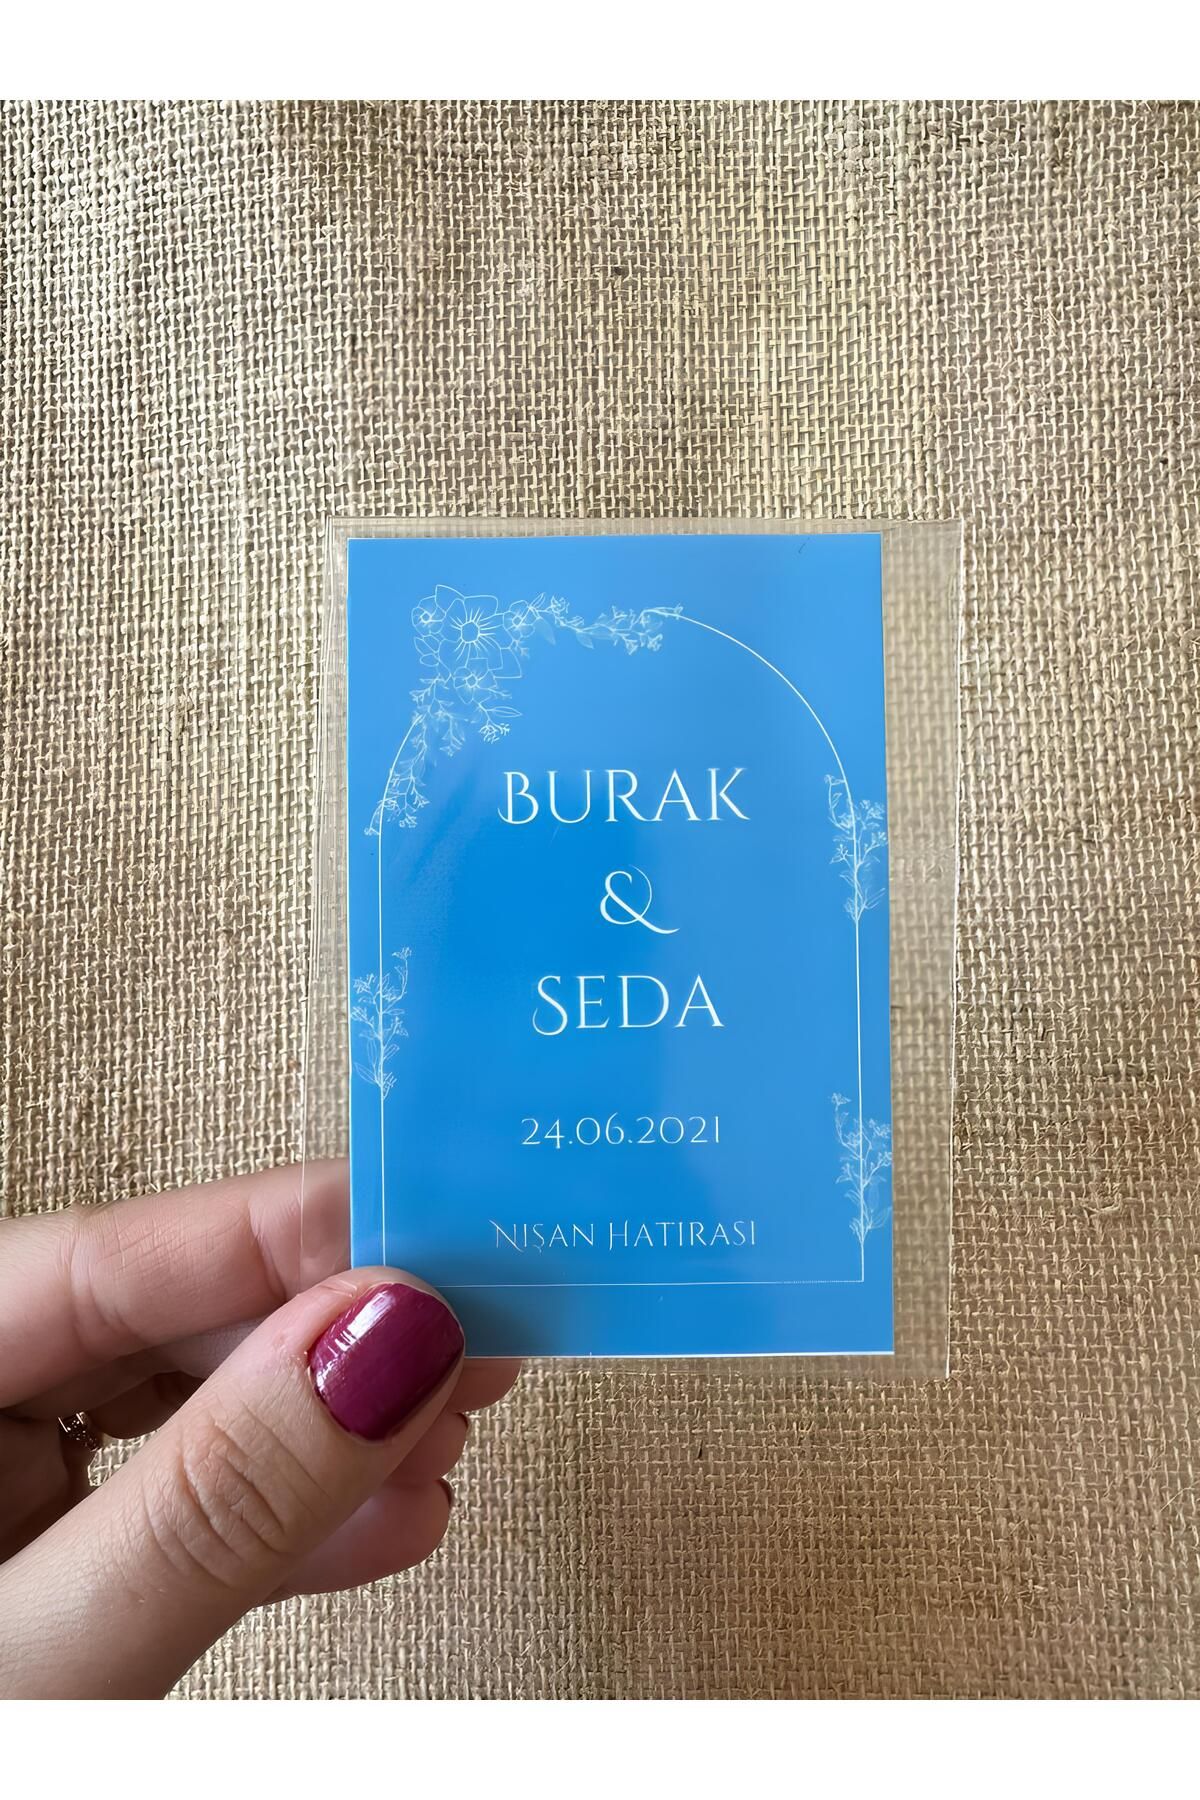 BURAK
&
SEDA
24.06.2021
NIŞAN HATIRASI